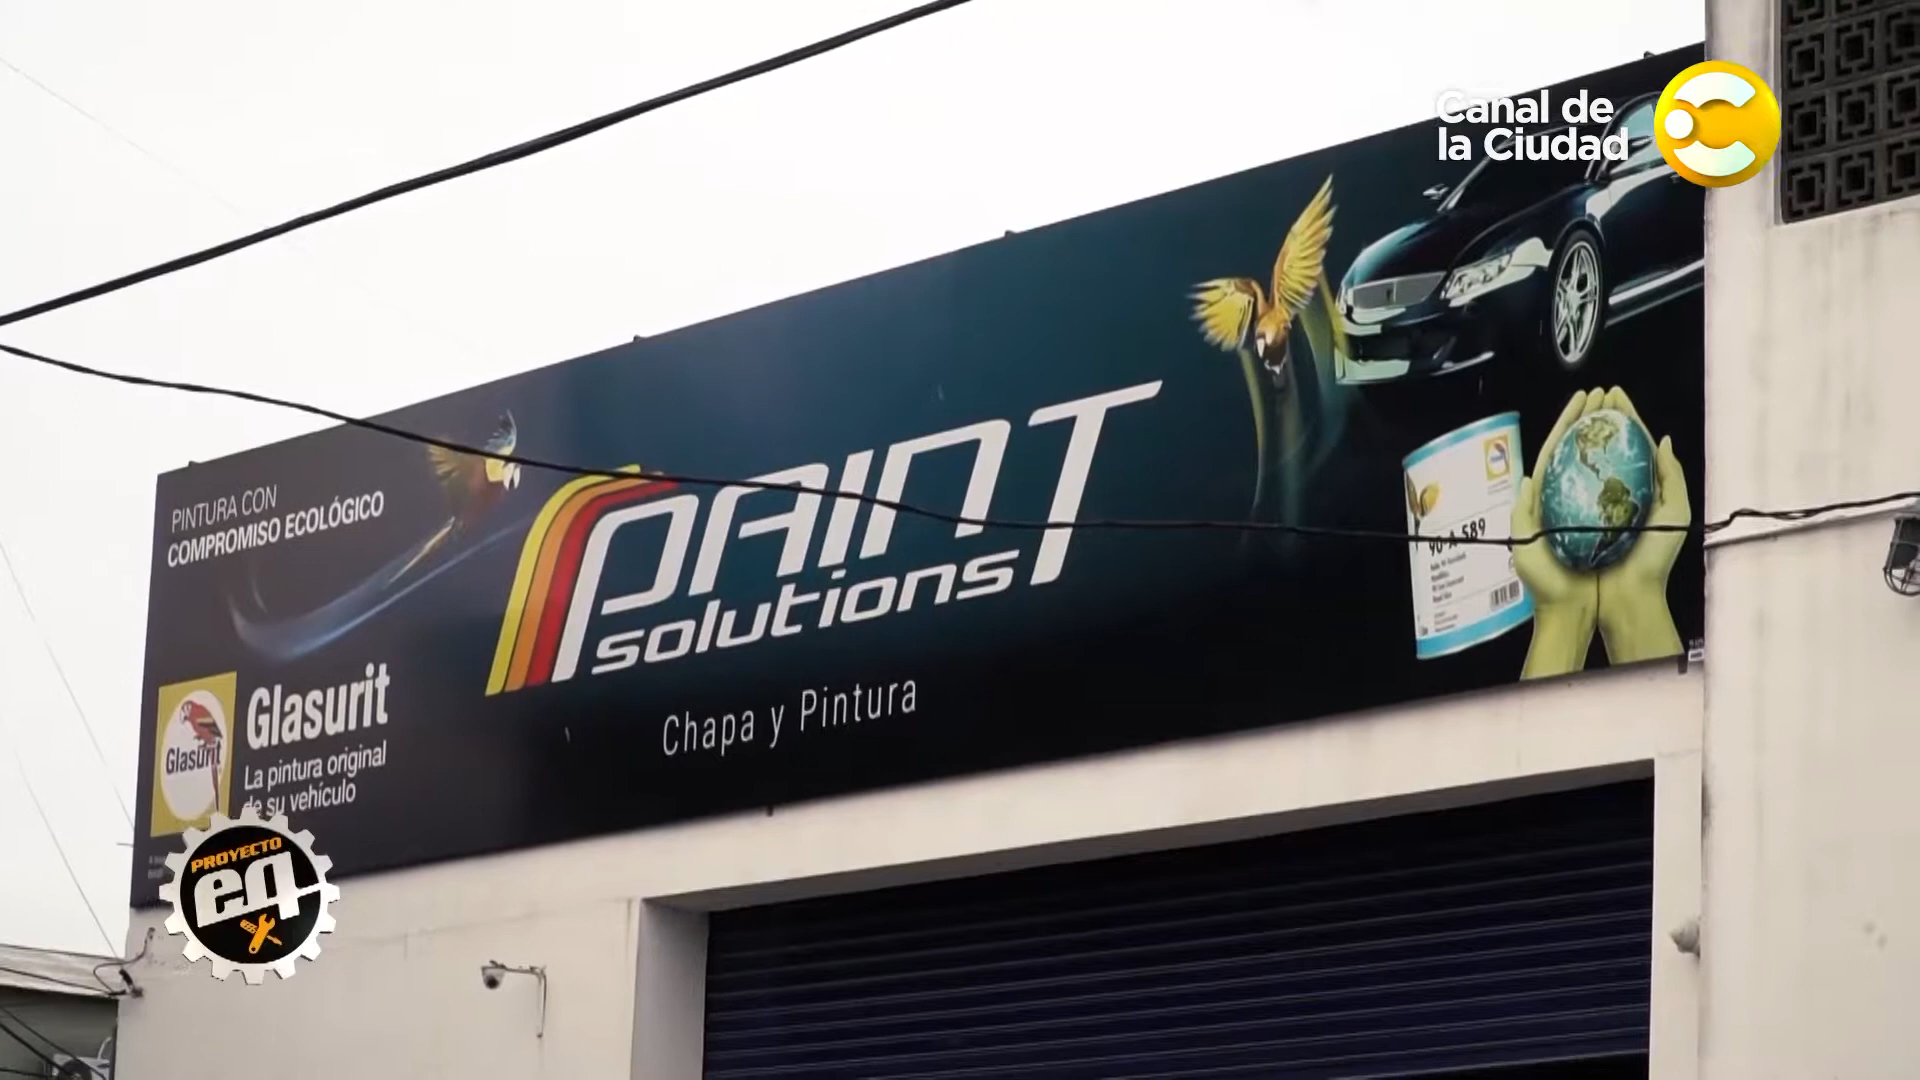 Canal de
la Ciudad
PINTURA CON
COMPROMISO ECOLÓGICO
PAINT
solutions
Chapa y Pintura
Glasurit
Glasurit
La pintura original
de su vehículo
90-A 589
PROYECTO
eq